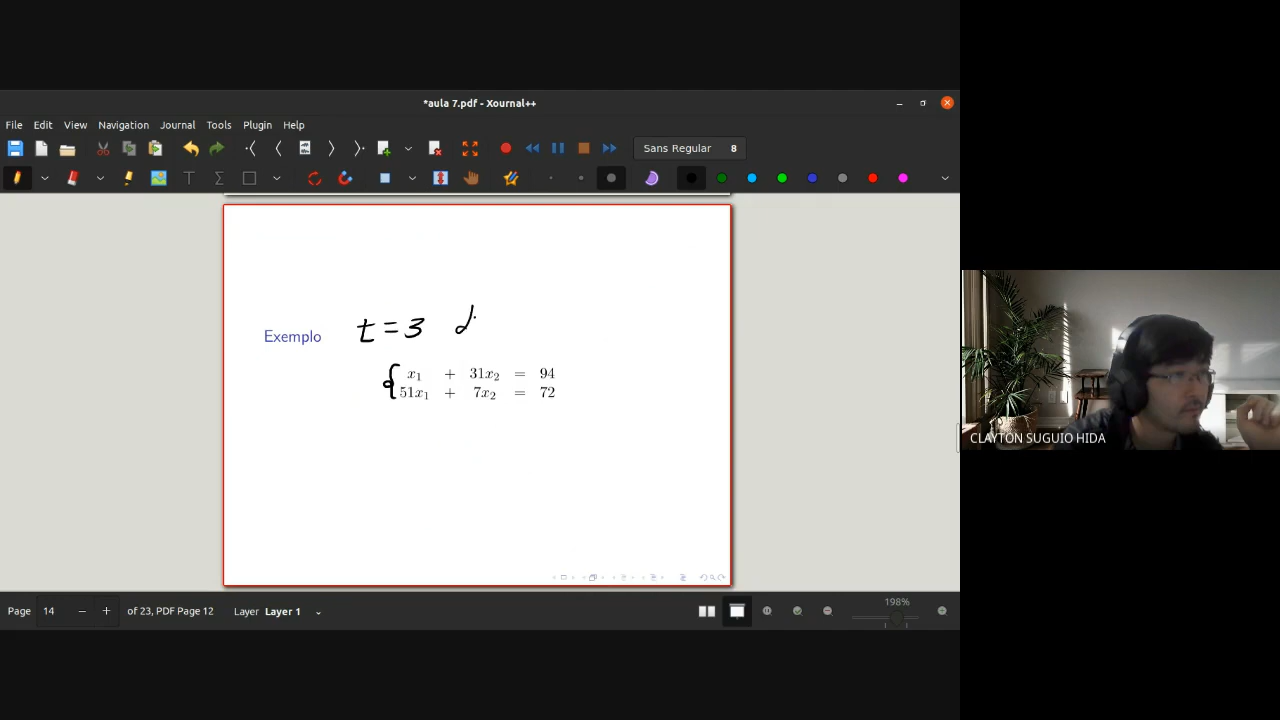 *aula 7.pdf - Xournal++
File Edit View Navigation Journal Tools Plugin Help
Sans Regular 8
Exemplo t = 3 d
x₁ + 31x₂ = 94
51x₁ + 7x₂ = 72
CLAYTON SUGUIO HIDA
Page 14 of 23, PDF Page 12 Layer Layer 1 198%